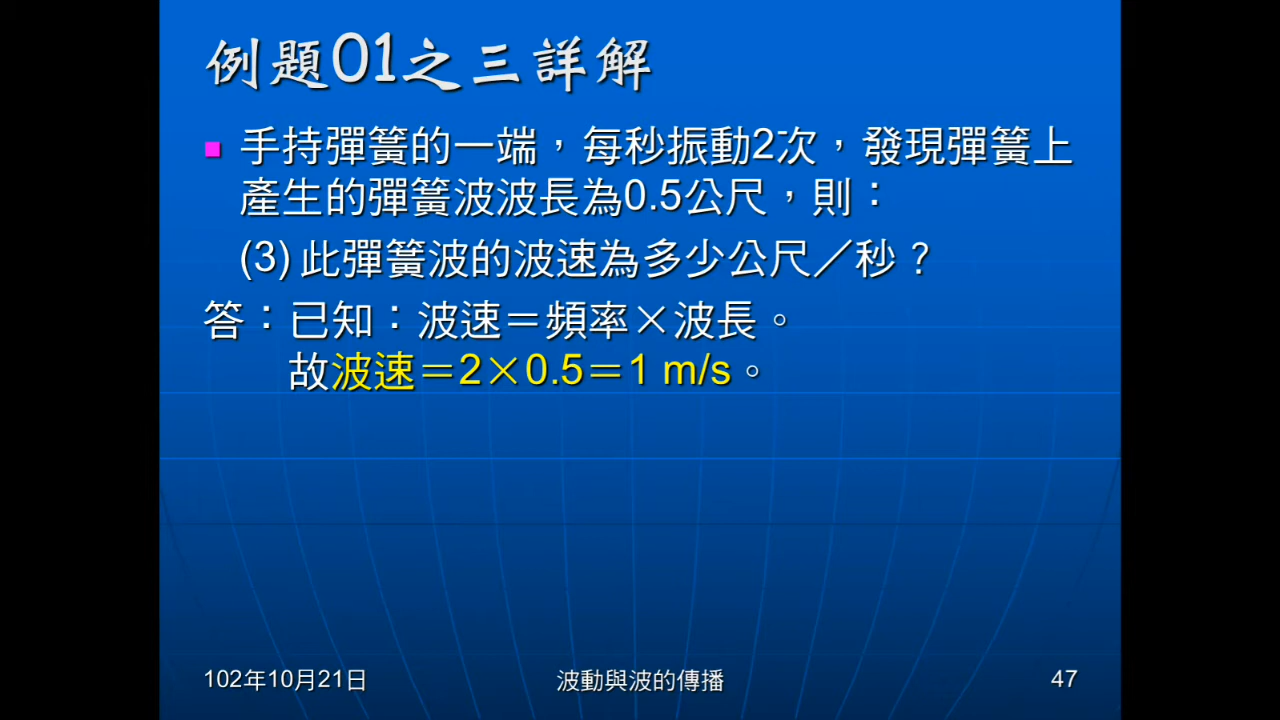 例題01之三詳解
手持彈簧的一端，每秒振動2次，發現彈簧上
產生的彈簧波波長為0.5公尺，則：
(3) 此彈簧波的波速為多少公尺／秒？
答：已知：波速＝頻率×波長。
故波速＝2×0.5＝1 m/s。
102年10月21日
波動與波的傳播
47